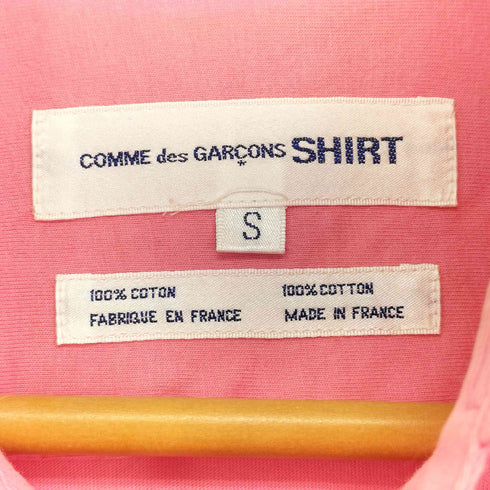 COMME des GARÇONS SHIRT
*
S
100% COTON 100% COTTON
FABRIQUE EN FRANCE MADE IN FRANCE